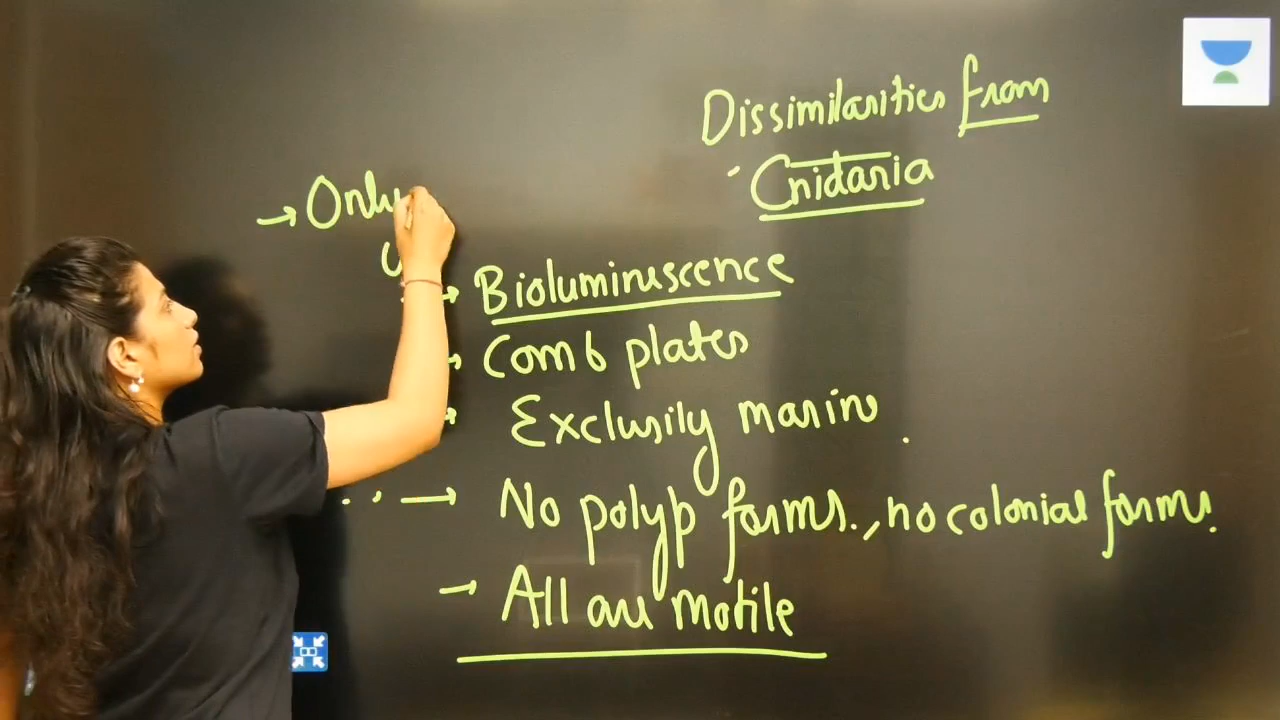 Dissimilarities from
Cnidaria
→ Only
→ Bioluminescence
→ Comb plates
Exclusily marine.
→ No polyp forms., no colonial forms.
→ All are motile